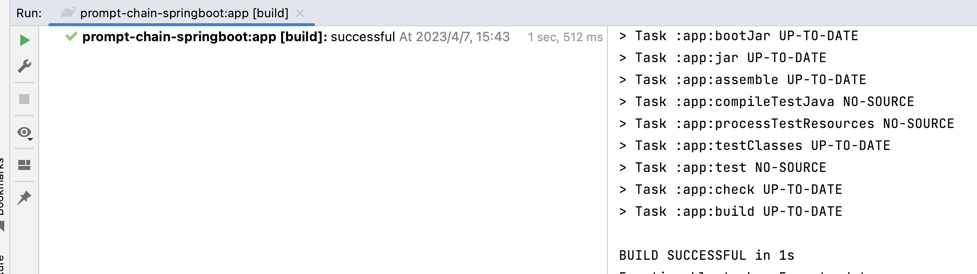 Run: prompt-chain-springboot:app [build] ×
prompt-chain-springboot:app [build]: successful At 2023/4/7, 15:43 1 sec, 512 ms
> Task :app:bootJar UP-TO-DATE
> Task :app:jar UP-TO-DATE
> Task :app:assemble UP-TO-DATE
> Task :app:compileTestJava NO-SOURCE
> Task :app:processTestResources NO-SOURCE
> Task :app:testClasses UP-TO-DATE
> Task :app:test NO-SOURCE
> Task :app:check UP-TO-DATE
> Task :app:build UP-TO-DATE
BUILD SUCCESSFUL in 1s